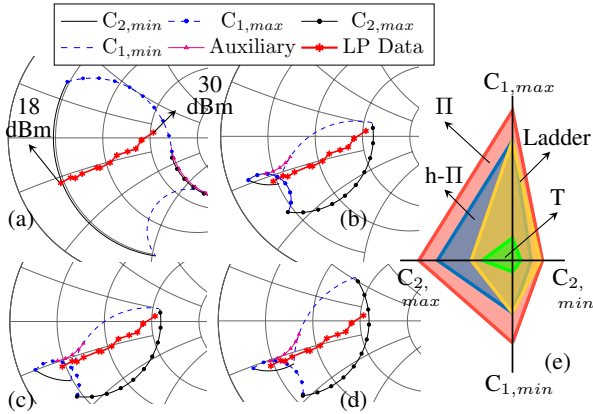 C2,min C1,max C2,max
C1,min Auxiliary LP Data
18
dBm
30
dBm
(a)
(b)
(c)
(d)
C1,max
Π
Ladder
h-Π
T
C2,
max
C2,
min
C1,min
(e)